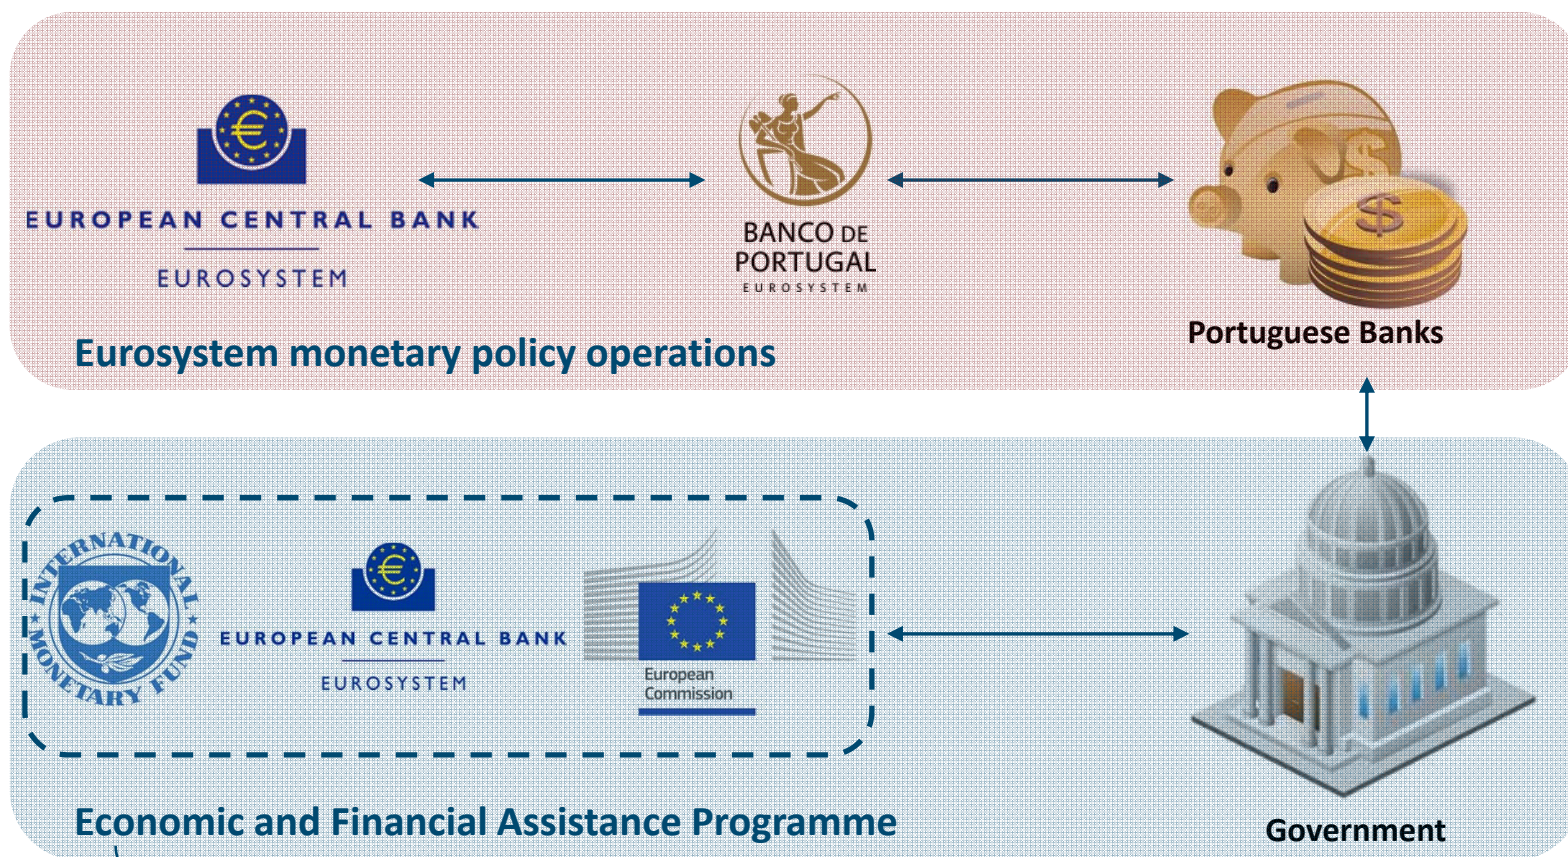 EUROPEAN CENTRAL BANK
EUROSYSTEM
BANCO DE
PORTUGAL
EUROSYSTEM
Portuguese Banks
Eurosystem monetary policy operations
INTERNATIONAL
MONETARY FUND
EUROPEAN CENTRAL BANK
EUROSYSTEM
European
Commission
Economic and Financial Assistance Programme
Government